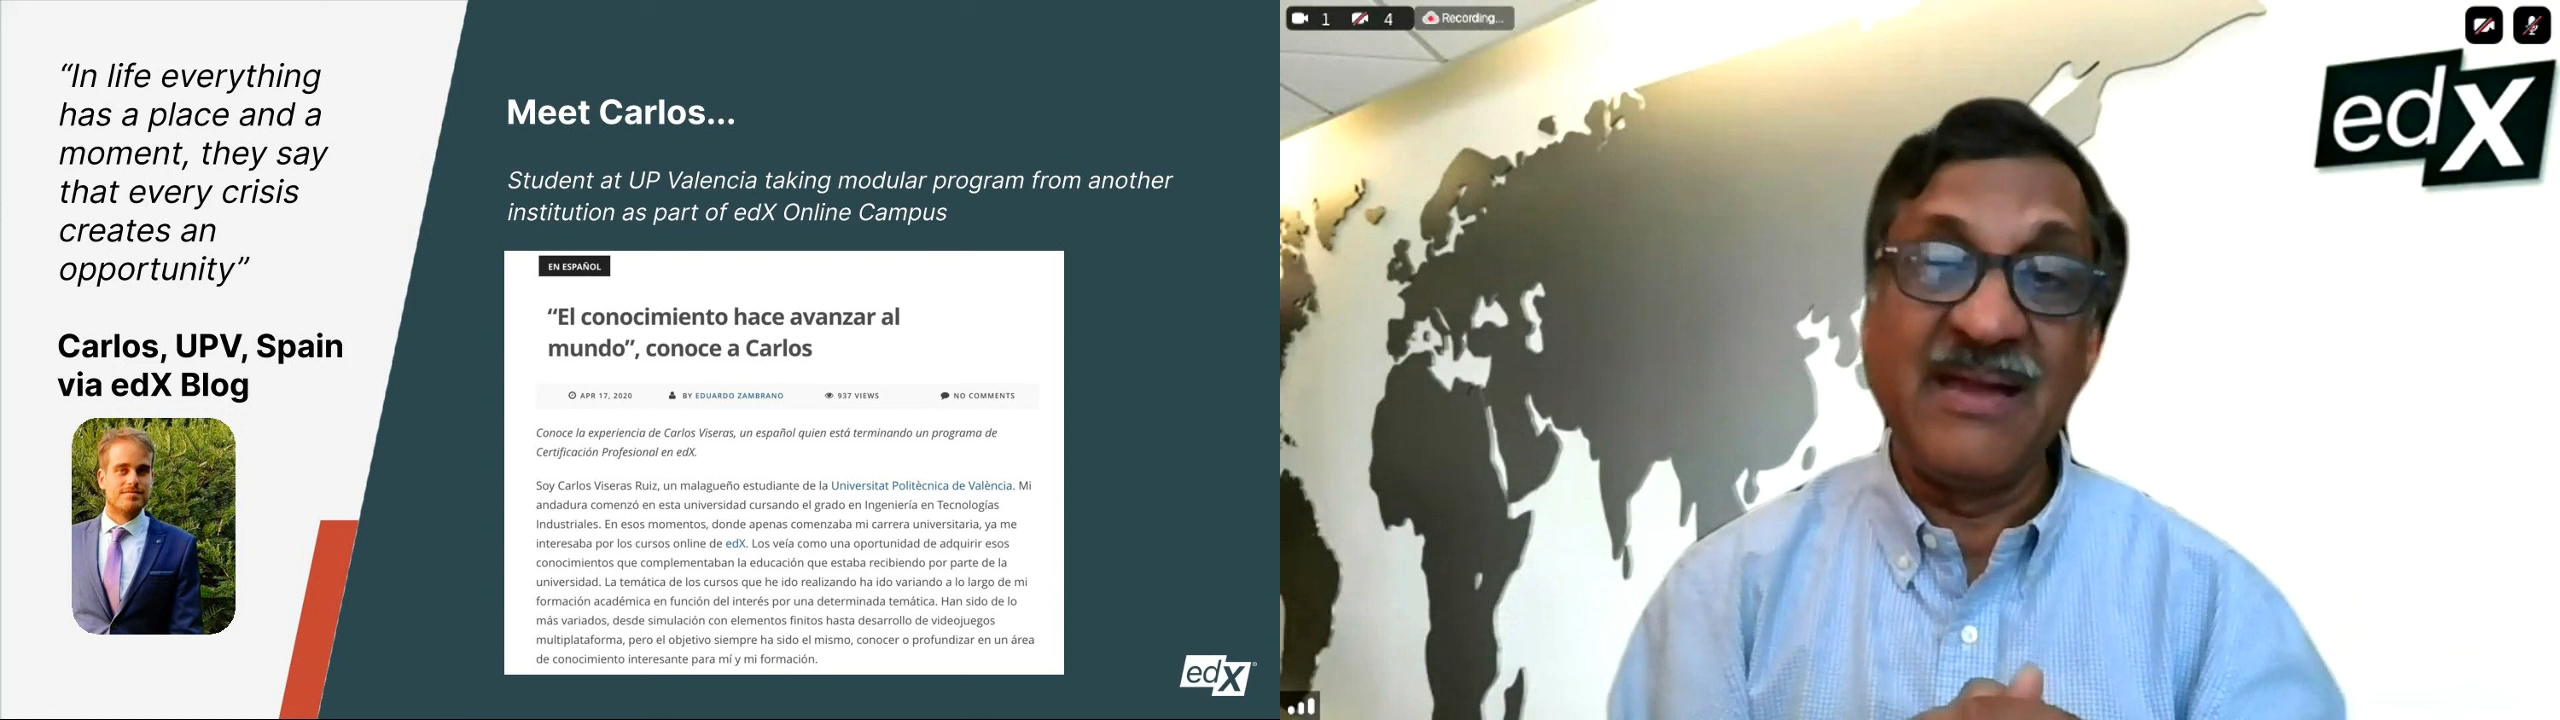 “In life everything
has a place and a
moment, they say
that every crisis
creates an
opportunity”
Carlos, UPV, Spain
via edX Blog
Meet Carlos...
Student at UP Valencia taking modular program from another
institution as part of edX Online Campus
EN ESPAÑOL
“El conocimiento hace avanzar al
mundo”, conoce a Carlos
APR 17, 2020 BY EDUARDO ZAMBRANO 937 VIEWS NO COMMENTS
Conoce la experiencia de Carlos Viseras, un español quien está terminando un programa de
Certificación Profesional en edX.
Soy Carlos Viseras Ruiz, un malagueño estudiante de la Universitat Politècnica de València. Mi
andadura comenzó en esta universidad cursando el grado en Ingeniería en Tecnologías
Industriales. En esos momentos, donde apenas comenzaba mi carrera universitaria, ya me
interesaba por los cursos online de edX. Los veía como una oportunidad de adquirir esos
conocimientos que complementaban la educación que estaba recibiendo por parte de la
universidad. La temática de los cursos que he ido realizando ha ido variando a lo largo de mi
formación académica en función del interés por una determinada temática. Han sido de lo
más variados, desde simulación con elementos finitos hasta desarrollo de videojuegos
multiplataforma, pero el objetivo siempre ha sido el mismo, conocer o profundizar en un área
de conocimiento interesante para mí y mi formación.
edX
1 4 Recording...
edX